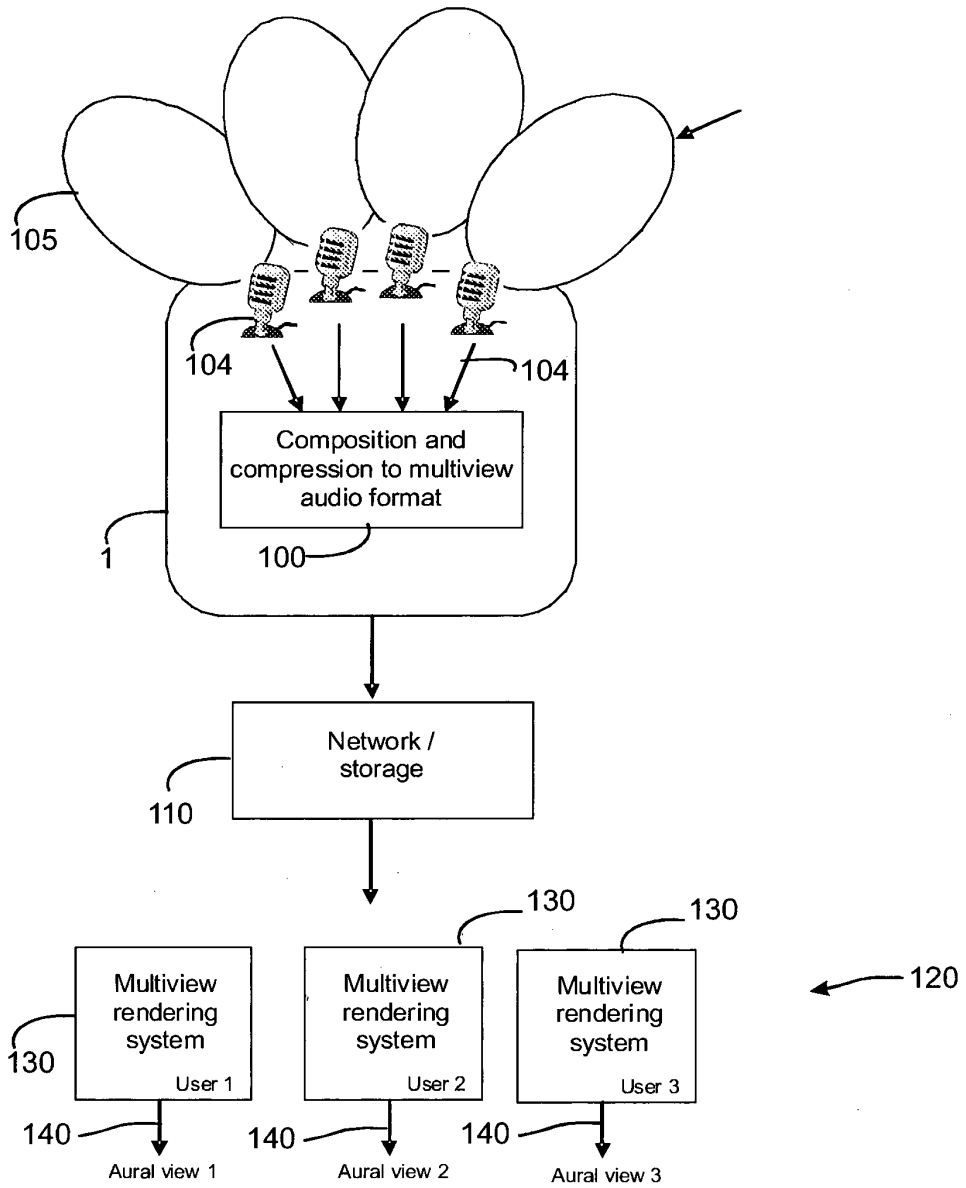 105
104
104
Composition and
compression to multiview
audio format
1
100
Network /
storage
110
130
130
120
Multiview
rendering
system
User 1
Multiview
rendering
system
User 2
Multiview
rendering
system
User 3
130
140
140
140
Aural view 1
Aural view 2
Aural view 3